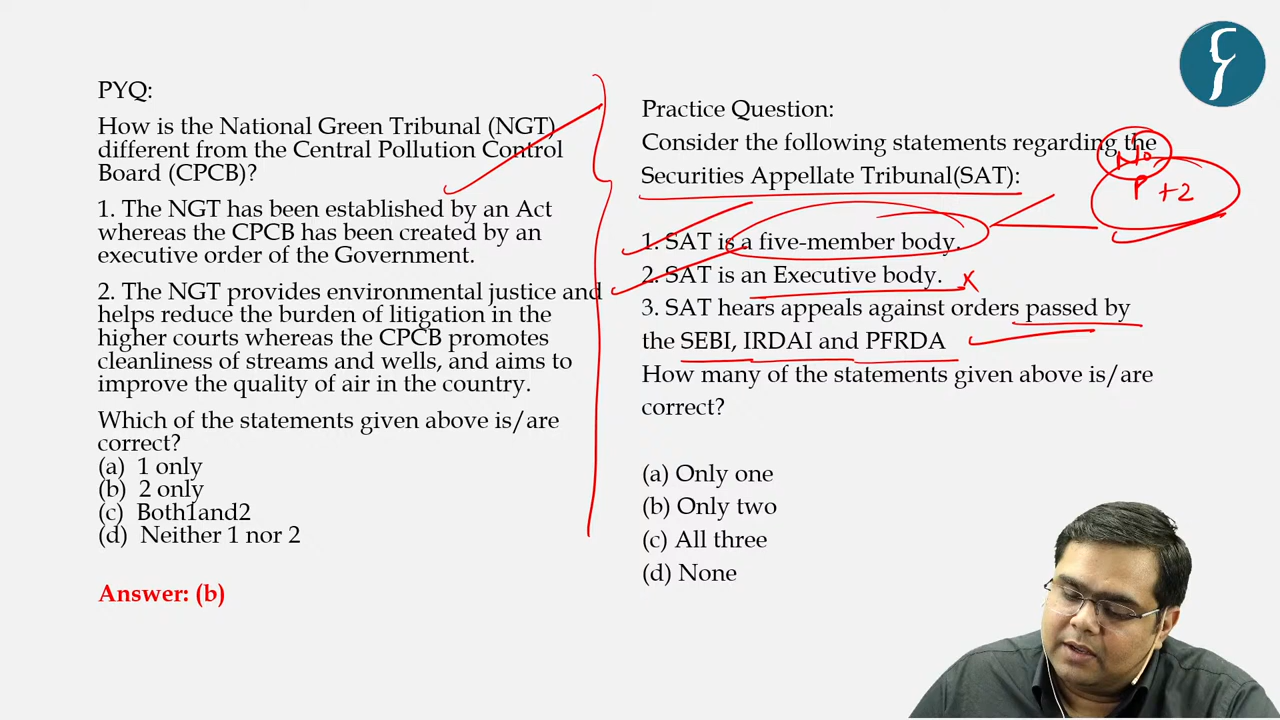 PYQ:
How is the National Green Tribunal (NGT)
different from the Central Pollution Control
Board (CPCB)?
1. The NGT has been established by an Act
whereas the CPCB has been created by an
executive order of the Government.
2. The NGT provides environmental justice and
helps reduce the burden of litigation in the
higher courts whereas the CPCB promotes
cleanliness of streams and wells, and aims to
improve the quality of air in the country.
Which of the statements given above is/are
correct?
(a) 1 only
(b) 2 only
(c) Both1and2
(d) Neither 1 nor 2
Answer: (b)
Practice Question:
Consider the following statements regarding the
Securities Appellate Tribunal(SAT):
1. SAT is a five-member body.
2. SAT is an Executive body.
3. SAT hears appeals against orders passed by
the SEBI, IRDAI and PFRDA
How many of the statements given above is/are
correct?
(a) Only one
(b) Only two
(c) All three
(d) None
No
P +2